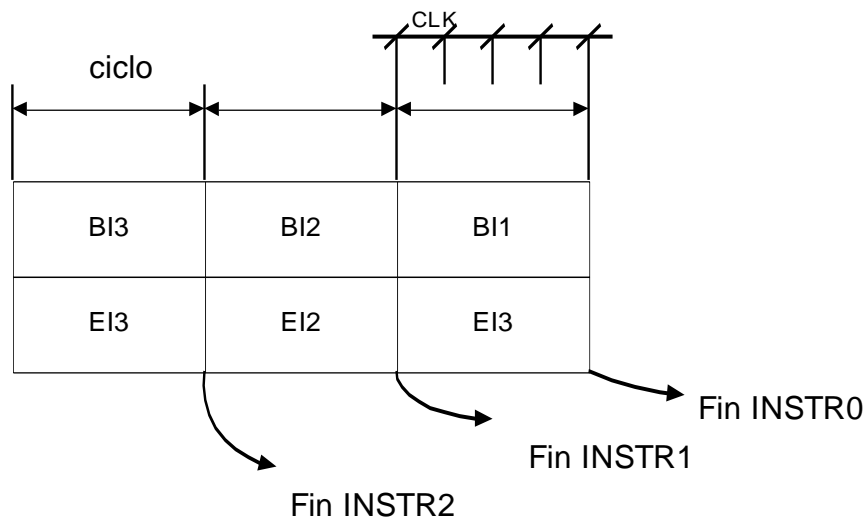 CLK
ciclo
BI3 BI2 BI1
EI3 EI2 EI3
Fin INSTR0
Fin INSTR1
Fin INSTR2